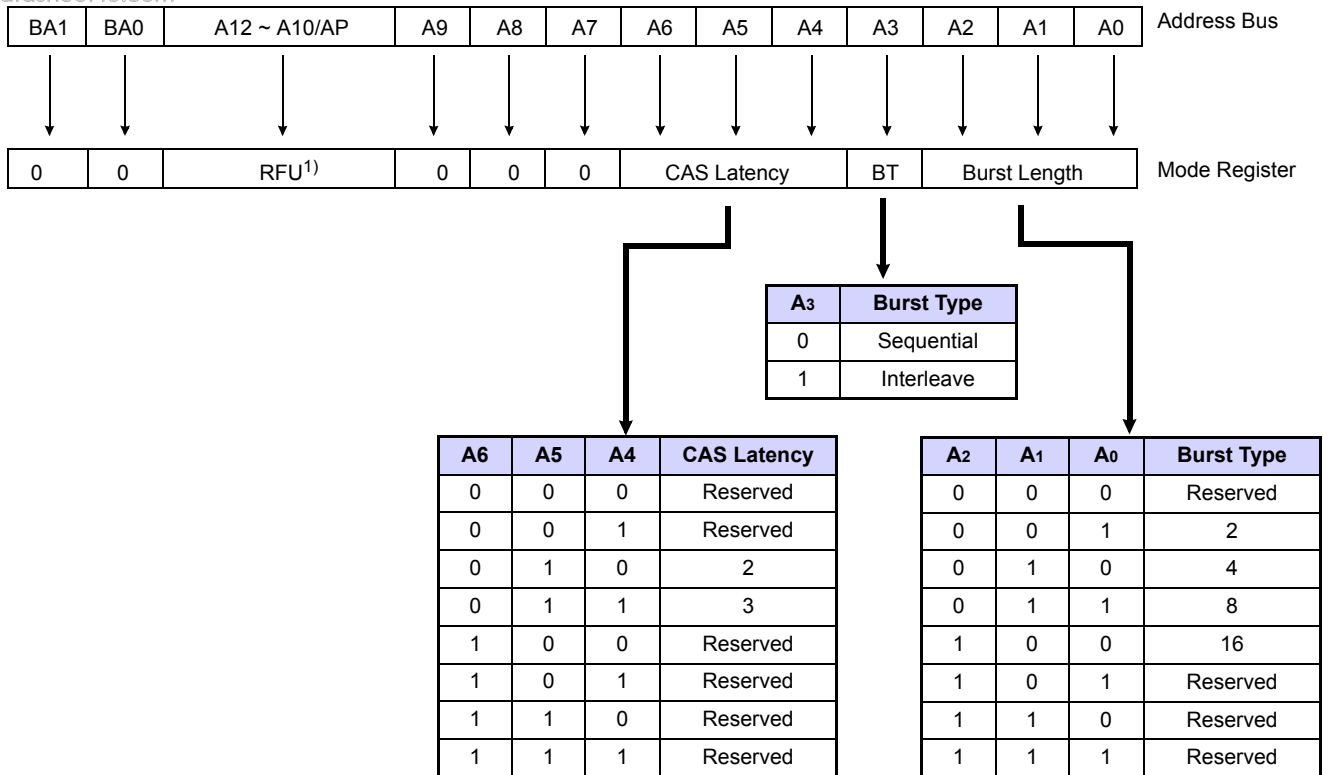 BA1 BA0 A12 ~ A10/AP A9 A8 A7 A6 A5 A4 A3 A2 A1 A0 Address Bus
0 0 RFU1) 0 0 0 CAS Latency BT Burst Length Mode Register
A3 Burst Type
0 Sequential
1 Interleave
A6 A5 A4 CAS Latency
0 0 0 Reserved
0 0 1 Reserved
0 1 0 2
0 1 1 3
1 0 0 Reserved
1 0 1 Reserved
1 1 0 Reserved
1 1 1 Reserved
A2 A1 A0 Burst Type
0 0 0 Reserved
0 0 1 2
0 1 0 4
0 1 1 8
1 0 0 16
1 0 1 Reserved
1 1 0 Reserved
1 1 1 Reserved